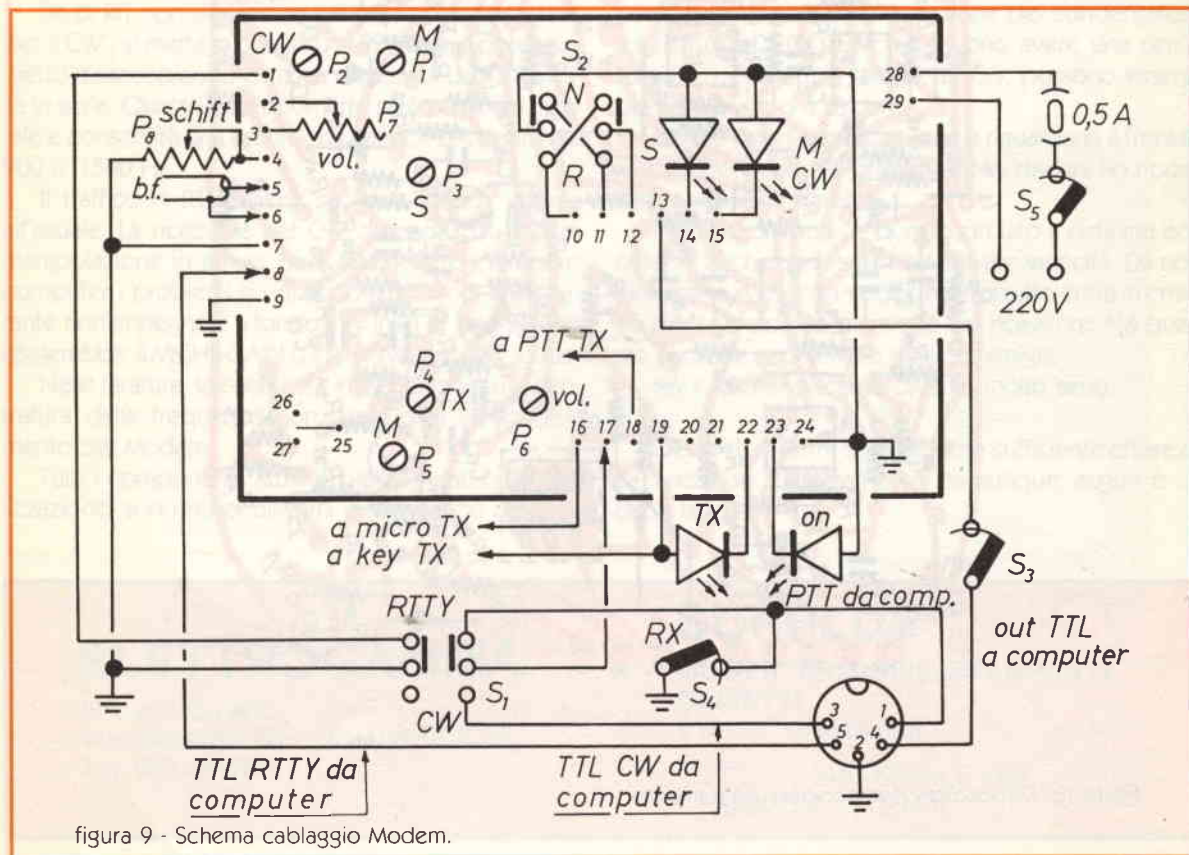 CW
P2
M
P1
S2
N
R
1
2
3
4
5
6
7
8
9
schift
P8
b.f.
vol.
P7
P3
S
S
M
CW
10 11 12
13
14 15
28
29
0,5 A
S5
220V
a PTT TX
P4
TX
vol.
P6
26
27
25
M
P5
16 17 18 19 20 21 22 23 24
a micro TX
a key TX
TX
on
PTT da comp.
S3
RTTY
RX
S4
out TTL
a computer
S1
CW
3
1
5
4
2
TTL RTTY da
computer
TTL CW da
computer
figura 9 - Schema cablaggio Modem.